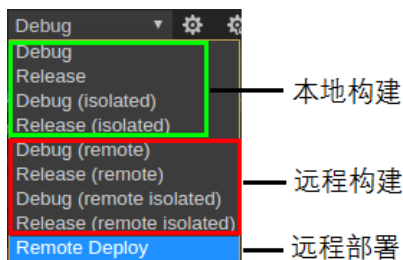 Debug
Debug
Release
Debug (isolated)
Release (isolated)
本地构建
Debug (remote)
Release (remote)
Debug (remote isolated)
Release (remote isolated)
远程构建
Remote Deploy
远程部署